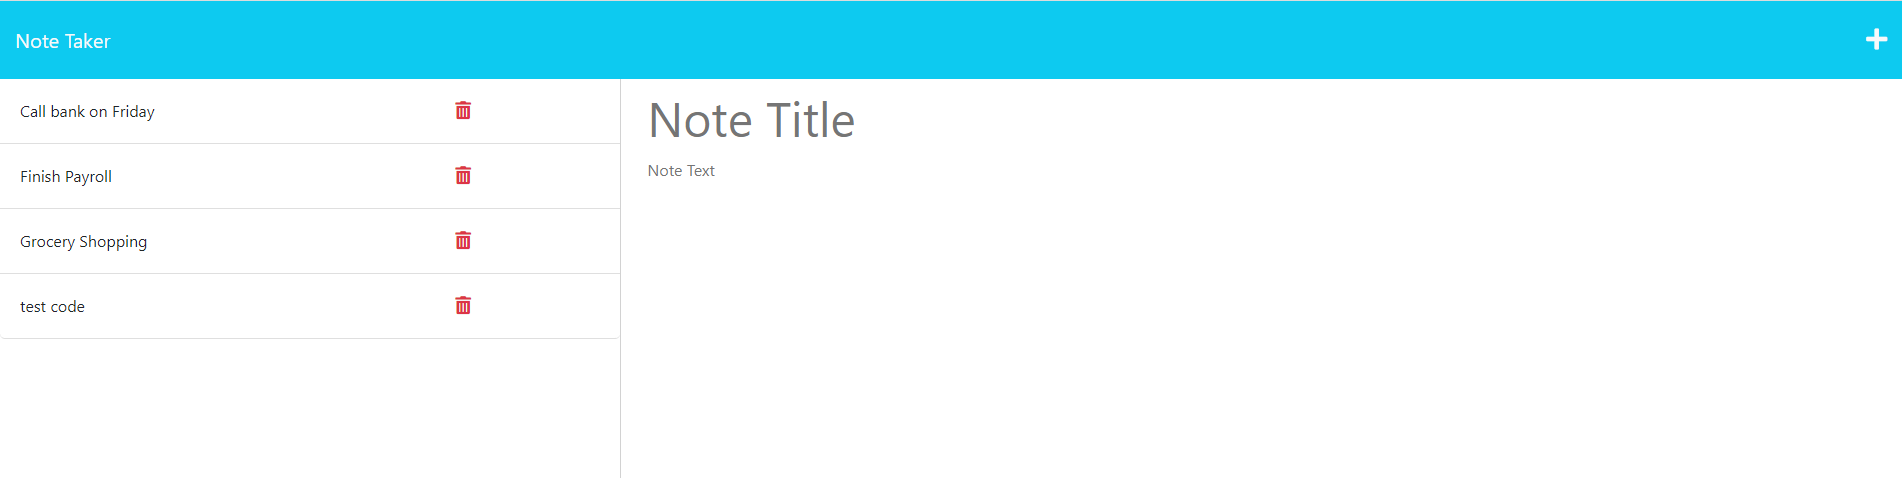 Note Taker
Call bank on Friday
Finish Payroll
Grocery Shopping
test code
Note Title
Note Text